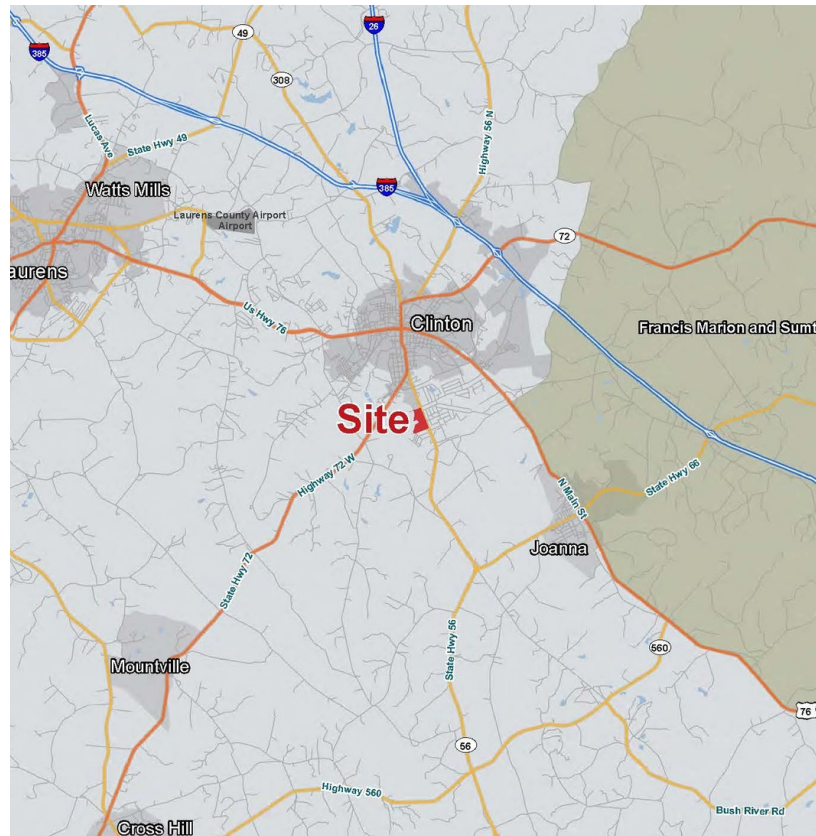 26
49
385
308
Lucas Ave
State Hwy 49
Highway 56 N
Watts Mills
385
Laurens County Airport
Airport
72
aurens
Us Hwy 76
Clinton
Francis Marion and Sumt
Site
Highway 72 W
N Main St
State Hwy 66
Joanna
State Hwy 72
State Hwy 56
560
Mountville
76
56
Highway 560
Bush River Rd
Cross Hill